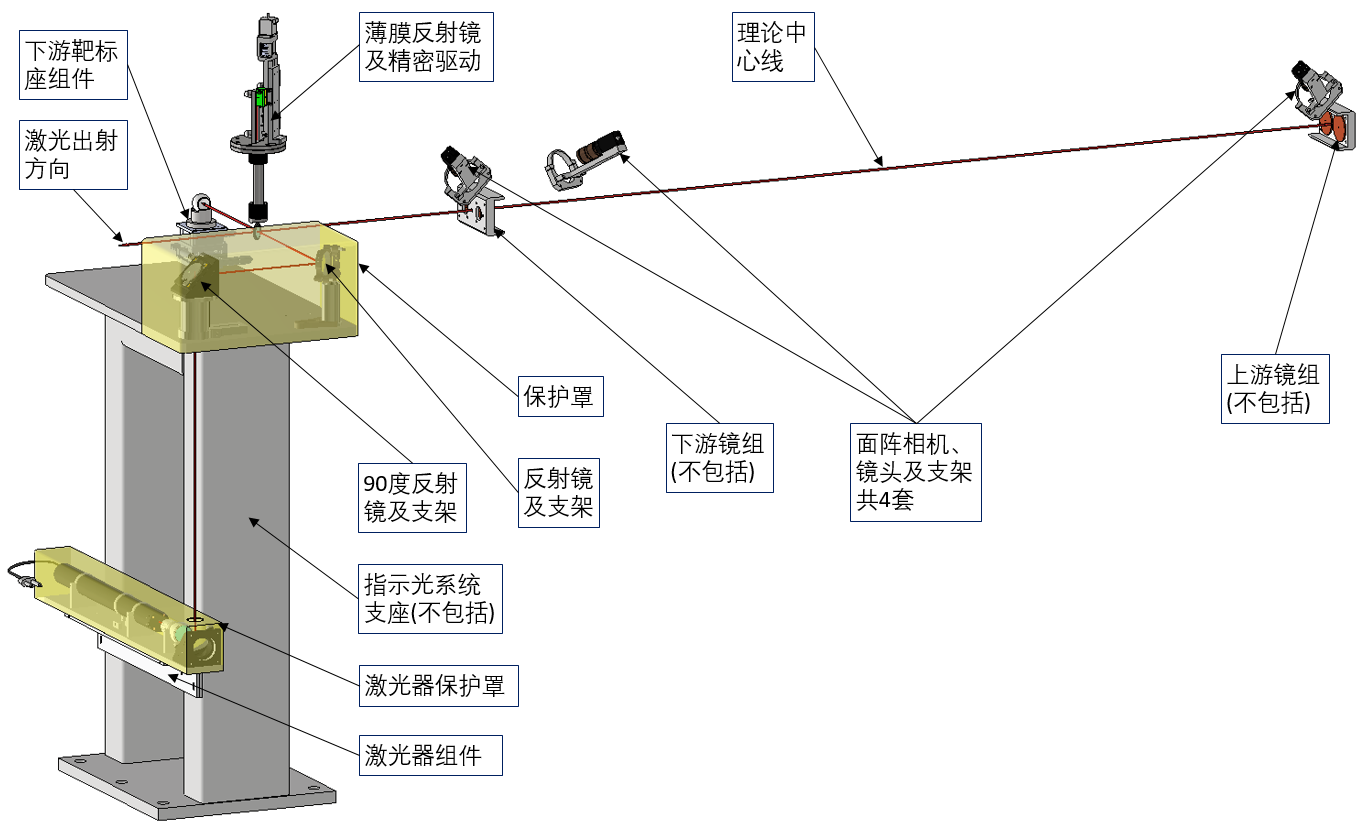 下游靶标
座组件
薄膜反射镜
及精密驱动
理论中
心线
激光出射
方向
保护罩
上游镜组
(不包括)
下游镜组
(不包括)
面阵相机、
镜头及支架
共4套
90度反射
镜及支架
反射镜
及支架
指示光系统
支座(不包括)
激光器保护罩
激光器组件